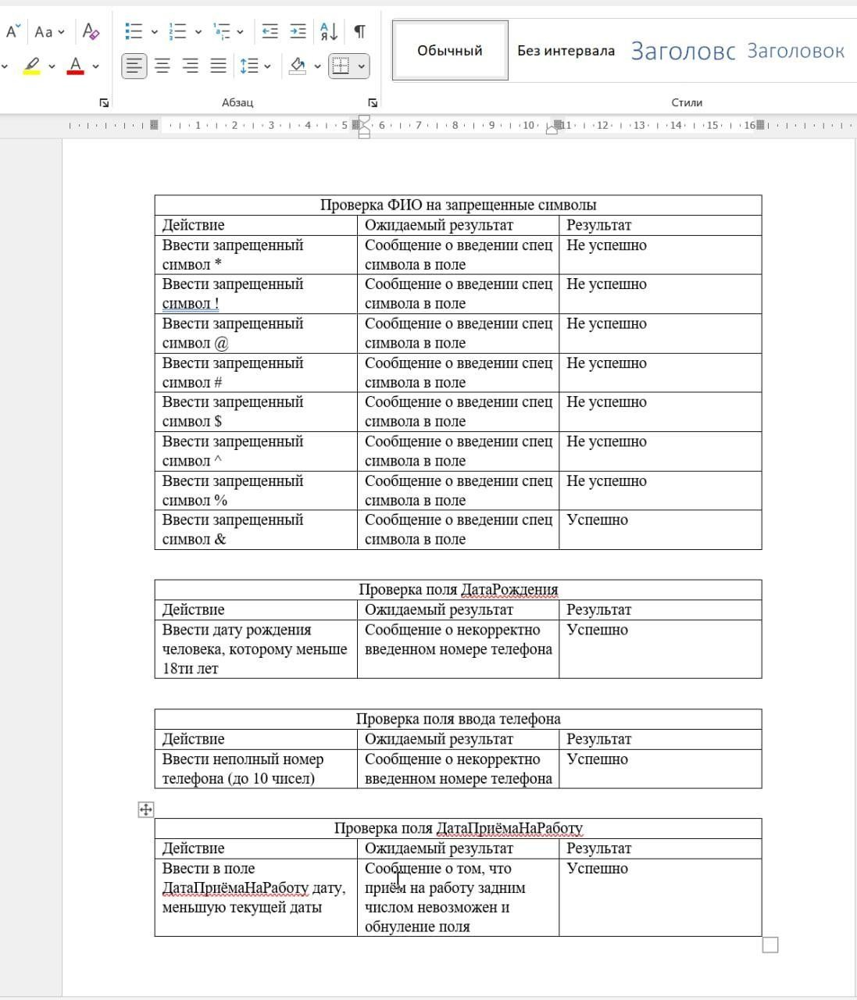 Aa
А
Я
¶
А
Обычный
Без интервала
Заголовс
Заголовок
Абзац
Стили
1 2 3 4 5 6 7 8 9 10 11 12 13 14 15 16
Проверка ФИО на запрещенные символы
Действие
Ожидаемый результат
Результат
Ввести запрещенный
символ *
Сообщение о введении спец
символа в поле
Не успешно
Ввести запрещенный
символ !
Сообщение о введении спец
символа в поле
Не успешно
Ввести запрещенный
символ @
Сообщение о введении спец
символа в поле
Не успешно
Ввести запрещенный
символ #
Сообщение о введении спец
символа в поле
Не успешно
Ввести запрещенный
символ $
Сообщение о введении спец
символа в поле
Не успешно
Ввести запрещенный
символ ^
Сообщение о введении спец
символа в поле
Не успешно
Ввести запрещенный
символ %
Сообщение о введении спец
символа в поле
Не успешно
Ввести запрещенный
символ &
Сообщение о введении спец
символа в поле
Успешно
Проверка поля ДатаРождения
Действие
Ожидаемый результат
Результат
Ввести дату рождения
человека, которому меньше
18ти лет
Сообщение о некорректно
введенном номере телефона
Успешно
Проверка поля ввода телефона
Действие
Ожидаемый результат
Результат
Ввести неполный номер
телефона (до 10 чисел)
Сообщение о некорректно
введенном номере телефона
Успешно
Проверка поля ДатаПриёмаНаРаботу
Действие
Ожидаемый результат
Результат
Ввести в поле
ДатаПриёмаНаРаботу дату,
меньшую текущей даты
Сообщение о том, что
приём на работу задним
числом невозможен и
обнуление поля
Успешно